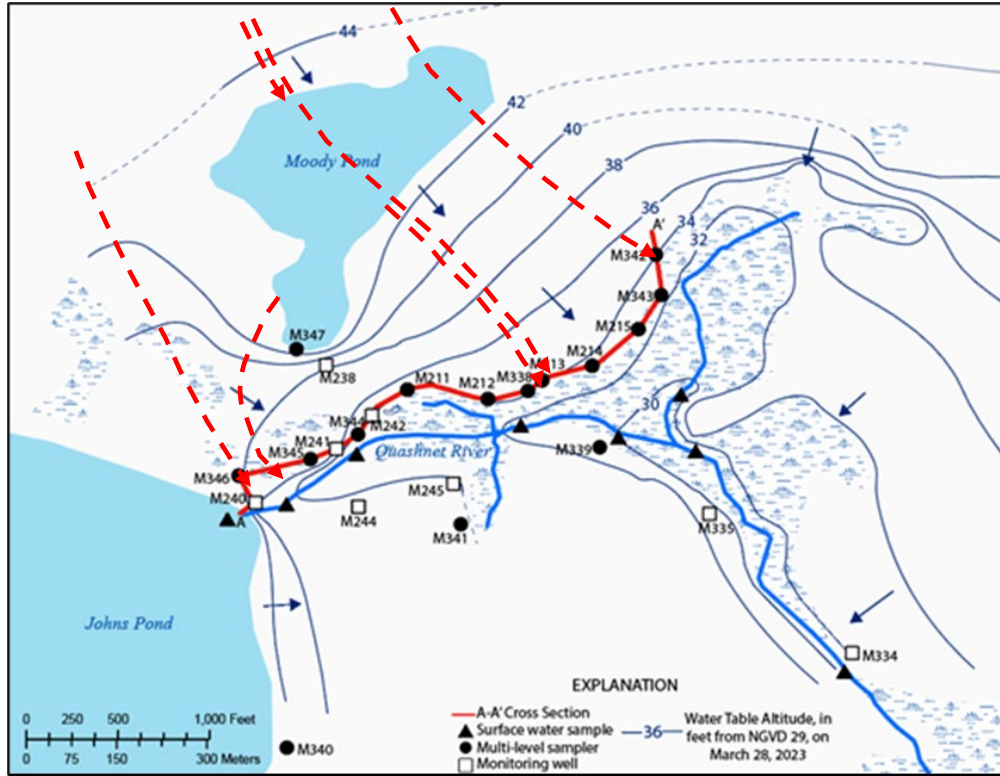 44
42
Moody Pond
40
38
36
34
A'
32
M342
M343
M347
M215
M214
M238
M211
M338
M212
30
M344
M242
M241
Quashnet River
M339
M345
M346
M240
M245
A
M244
M335
M341
Johns Pond
M334
EXPLANATION
A-A' Cross Section
Surface water sample
Multi-level sampler
Monitoring well
36
Water Table Altitude, in
feet from NGVD 29, on
March 28, 2023
0 250 500 1,000 Feet
0 75 150 300 Meters
M340